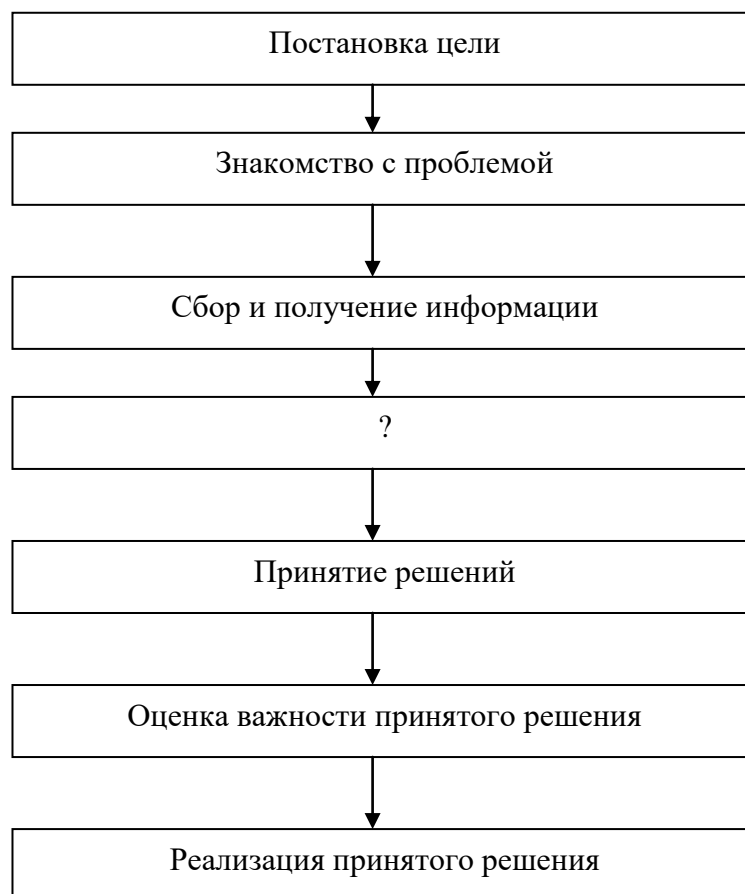 Постановка цели
Знакомство с проблемой
Сбор и получение информации
?
Принятие решений
Оценка важности принятого решения
Реализация принятого решения